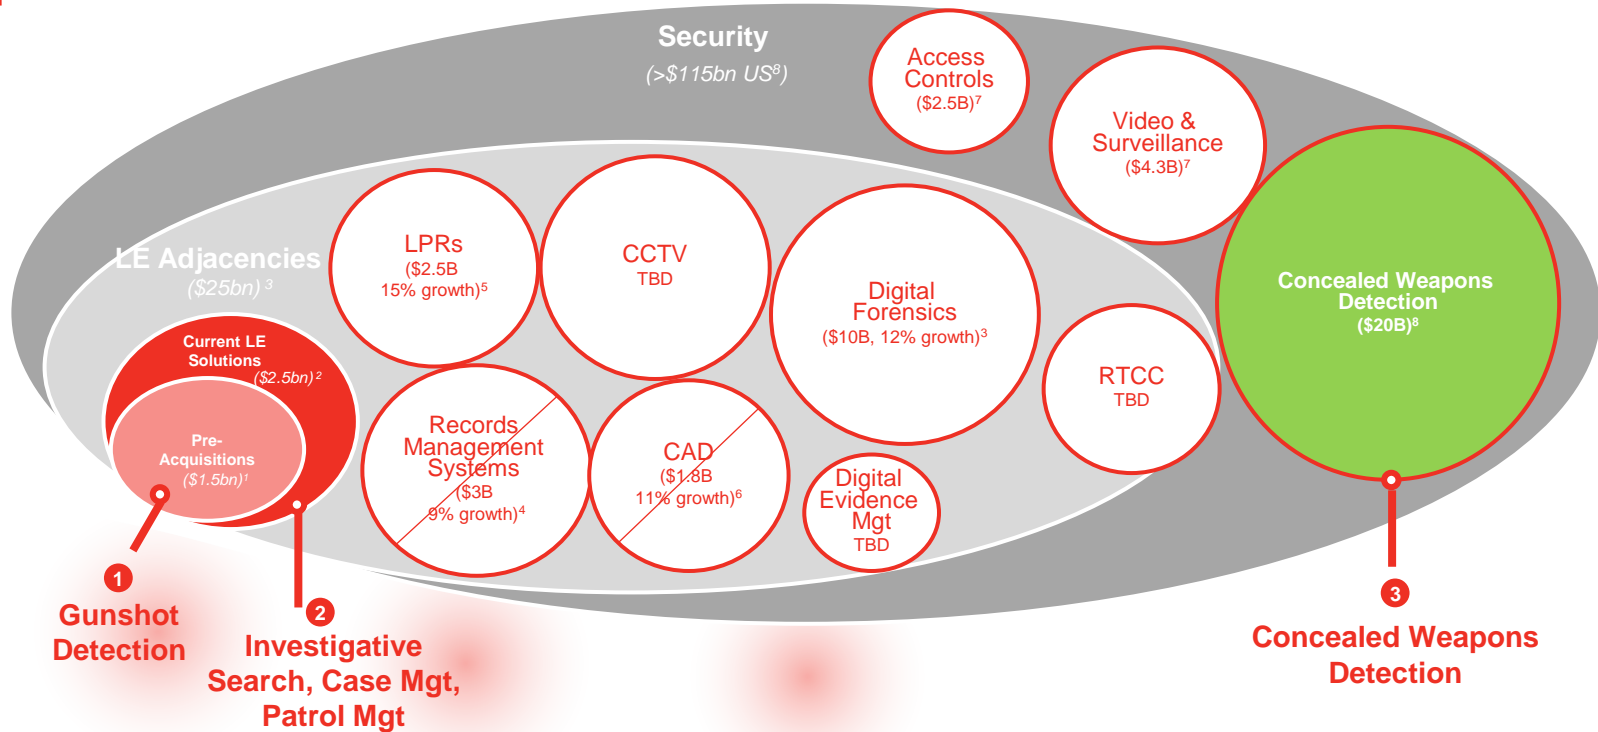 Security
(>$115bn US⁸)
Access
Controls
($2.5B)⁷
Video &
Surveillance
($4.3B)⁷
LE Adjacencies
($25bn) ³
LPRs
($2.5B
15% growth)⁵
CCTV
TBD
Digital
Forensics
($10B, 12% growth)³
Concealed Weapons
Detection
($20B)⁸
Current LE
Solutions
($2.5bn) ²
Pre-
Acquisitions
($1.5bn)¹
Records
Management
Systems
($3B
9% growth)⁴
CAD
($1.8B
11% growth)⁶
Digital
Evidence
Mgt
TBD
RTCC
TBD
1
Gunshot
Detection
2
Investigative
Search, Case Mgt,
Patrol Mgt
3
Concealed Weapons
Detection